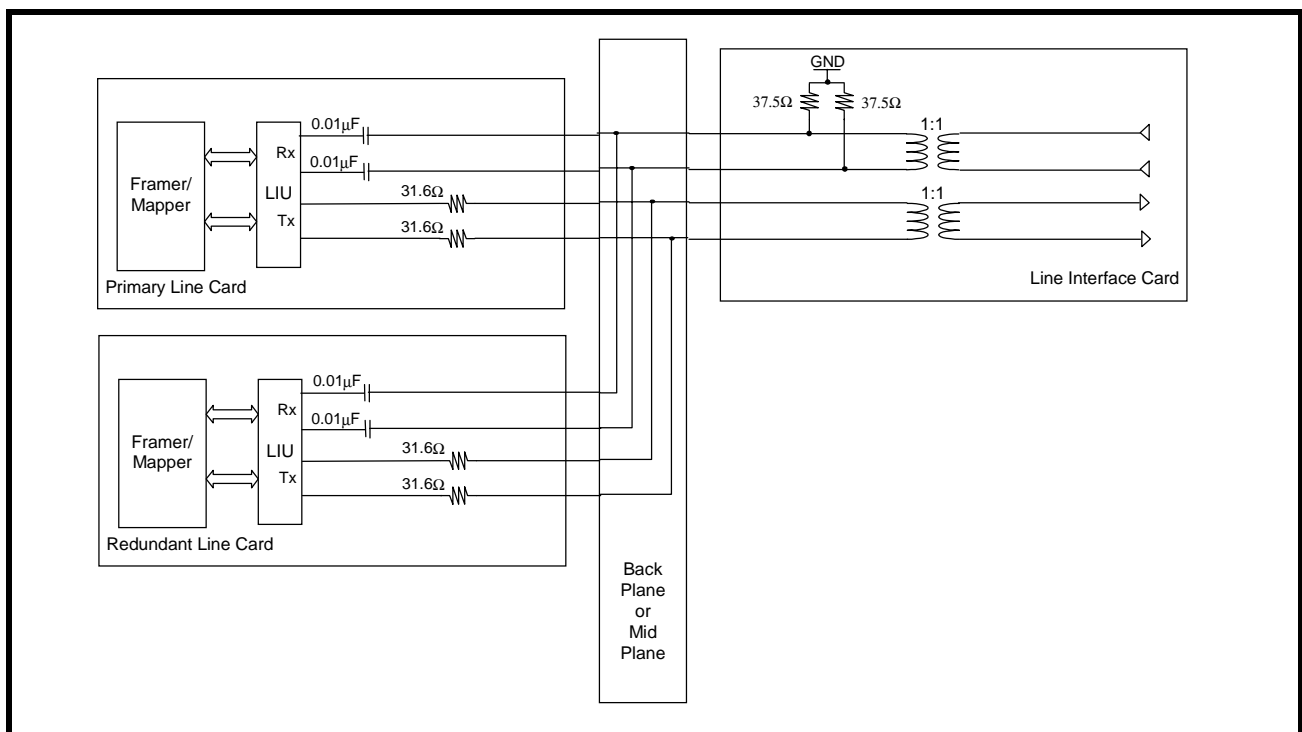 GND
37.5Ω
37.5Ω
1:1
1:1
Line Interface Card
0.01μF
0.01μF
Rx
LIU
Tx
Framer/
Mapper
31.6Ω
31.6Ω
Primary Line Card
0.01μF
0.01μF
Rx
LIU
Tx
Framer/
Mapper
31.6Ω
31.6Ω
Redundant Line Card
Back
Plane
or
Mid
Plane